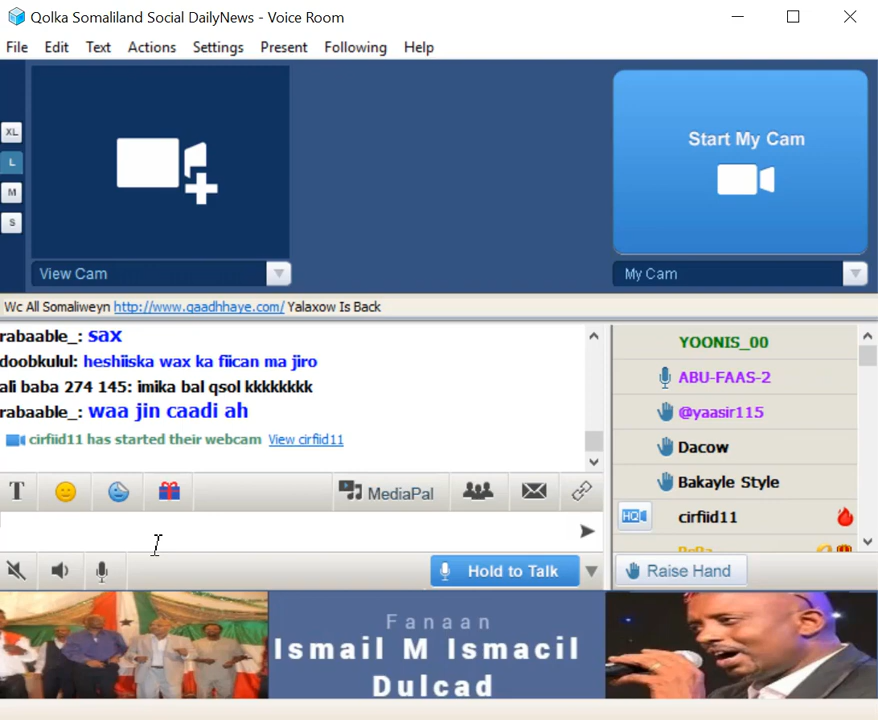 Qolka Somaliland Social DailyNews - Voice Room
File Edit Text Actions Settings Present Following Help
XL
L
M
S
Start My Cam
View Cam
My Cam
Wc All Somaliweyn http://www.qaadhhaye.com/ Yalaxow Is Back
rabaable_: sax
doobkulul: heshiiska wax ka fiican ma jiro
ali baba 274 145: imika bal qsol kkkkkkkk
rabaable_: waa jin caadi ah
cirfiid11 has started their webcam View cirfiid11
YOONIS_00
ABU-FAAS-2
@yaasir115
Dacow
Bakayle Style
HQ cirfiid11
T
MediaPal
Hold to Talk
Raise Hand
Fanaan
Ismail M Ismacil
Dulcad